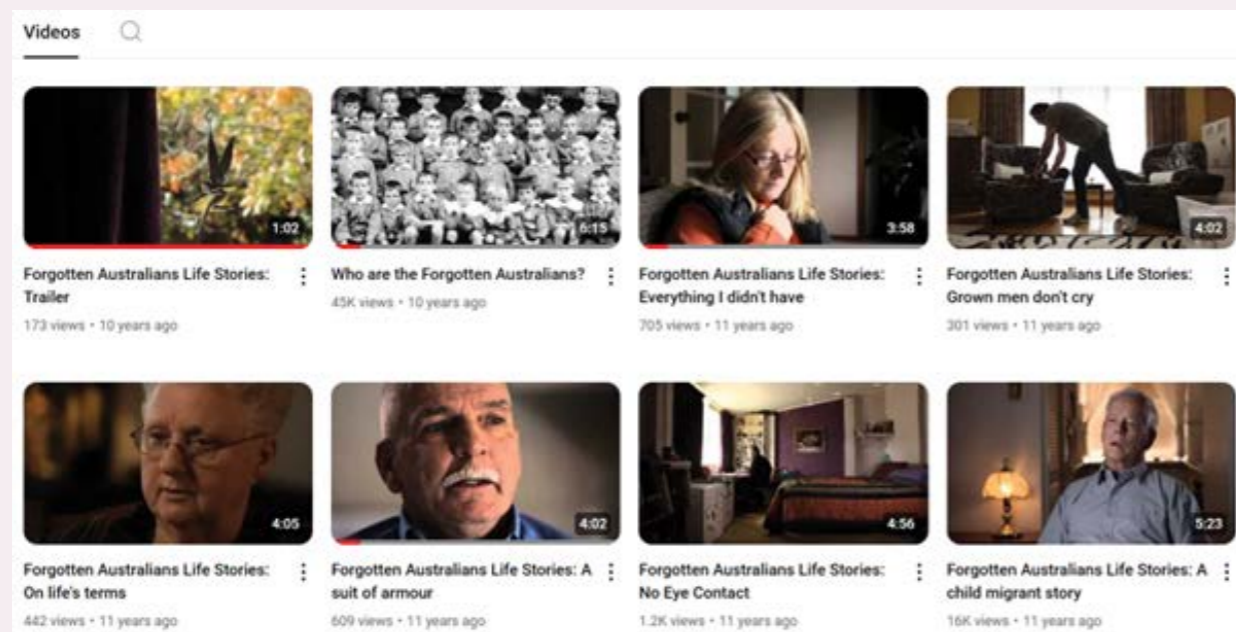 Videos
1:02
6:15
3:58
4:02
Forgotten Australians Life Stories:
Trailer
173 views • 10 years ago
Who are the Forgotten Australians?
45K views • 10 years ago
Forgotten Australians Life Stories:
Everything I didn't have
705 views • 11 years ago
Forgotten Australians Life Stories:
Grown men don't cry
301 views • 11 years ago
4:05
4:02
4:56
5:23
Forgotten Australians Life Stories:
On life's terms
442 views • 11 years ago
Forgotten Australians Life Stories: A
suit of armour
609 views • 11 years ago
Forgotten Australians Life Stories:
No Eye Contact
1.2K views • 11 years ago
Forgotten Australians Life Stories: A
child migrant story
16K views • 11 years ago